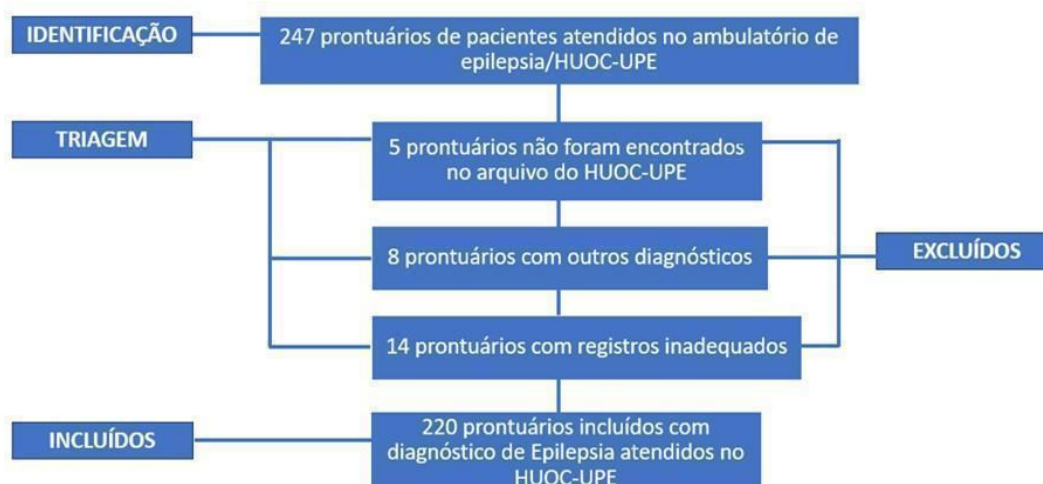 IDENTIFICAÇÃO
247 prontuários de pacientes atendidos no ambulatório de
epilepsia/HUOC-UPE
TRIAGEM
5 prontuários não foram encontrados
no arquivo do HUOC-UPE
8 prontuários com outros diagnósticos
EXCLUÍDOS
14 prontuários com registros inadequados
INCLUÍDOS
220 prontuários incluídos com
diagnóstico de Epilepsia atendidos no
HUOC-UPE